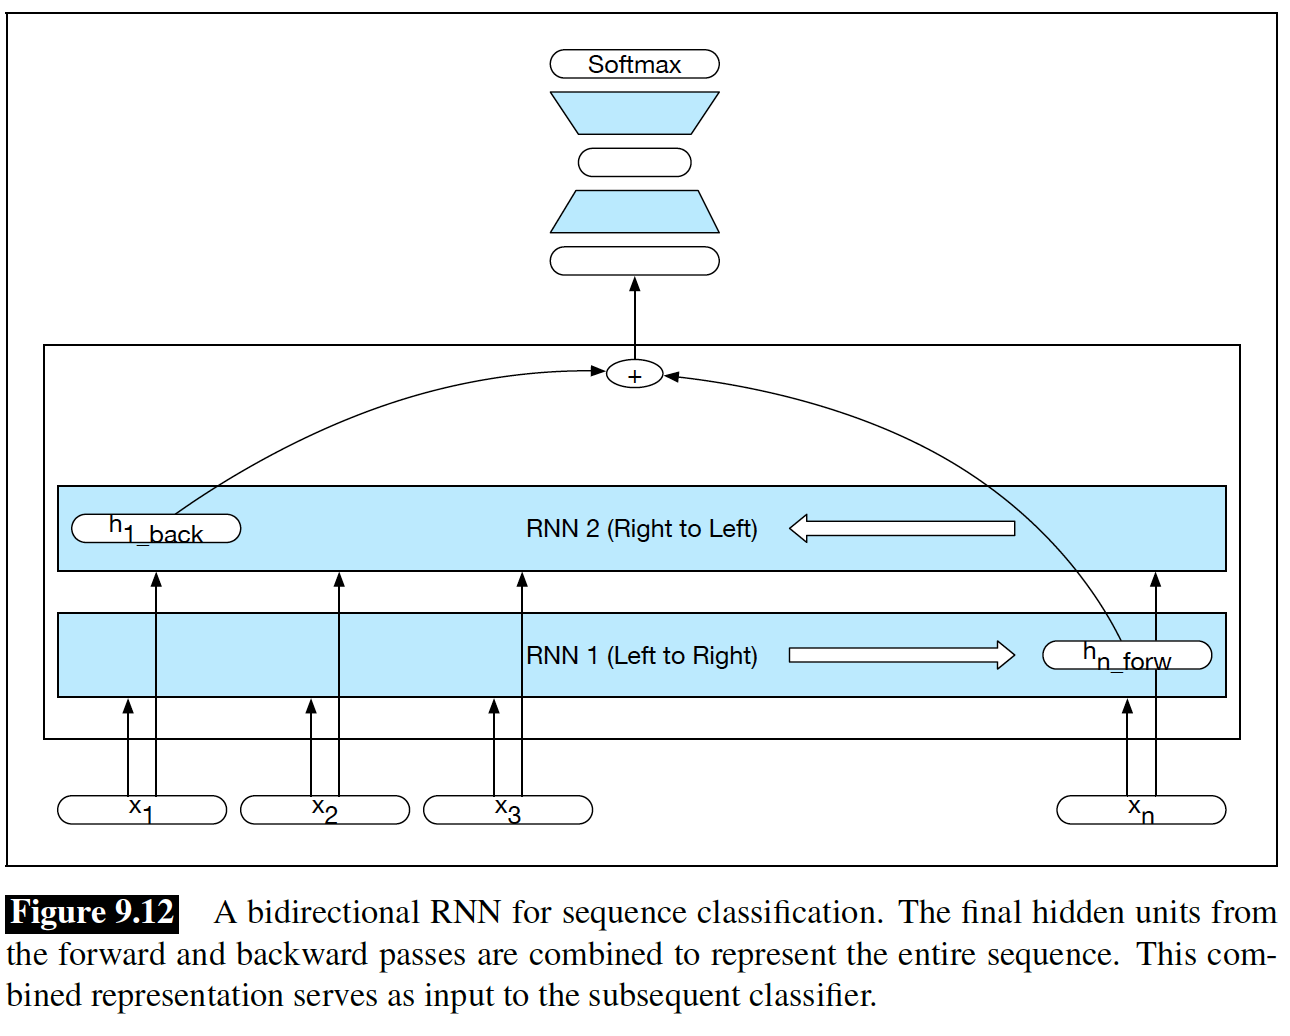 Softmax
+
h1_back
RNN 2 (Right to Left)
RNN 1 (Left to Right)
hn_forw
x1
x2
x3
xn
Figure 9.12 A bidirectional RNN for sequence classification. The final hidden units from
the forward and backward passes are combined to represent the entire sequence. This com-
bined representation serves as input to the subsequent classifier.